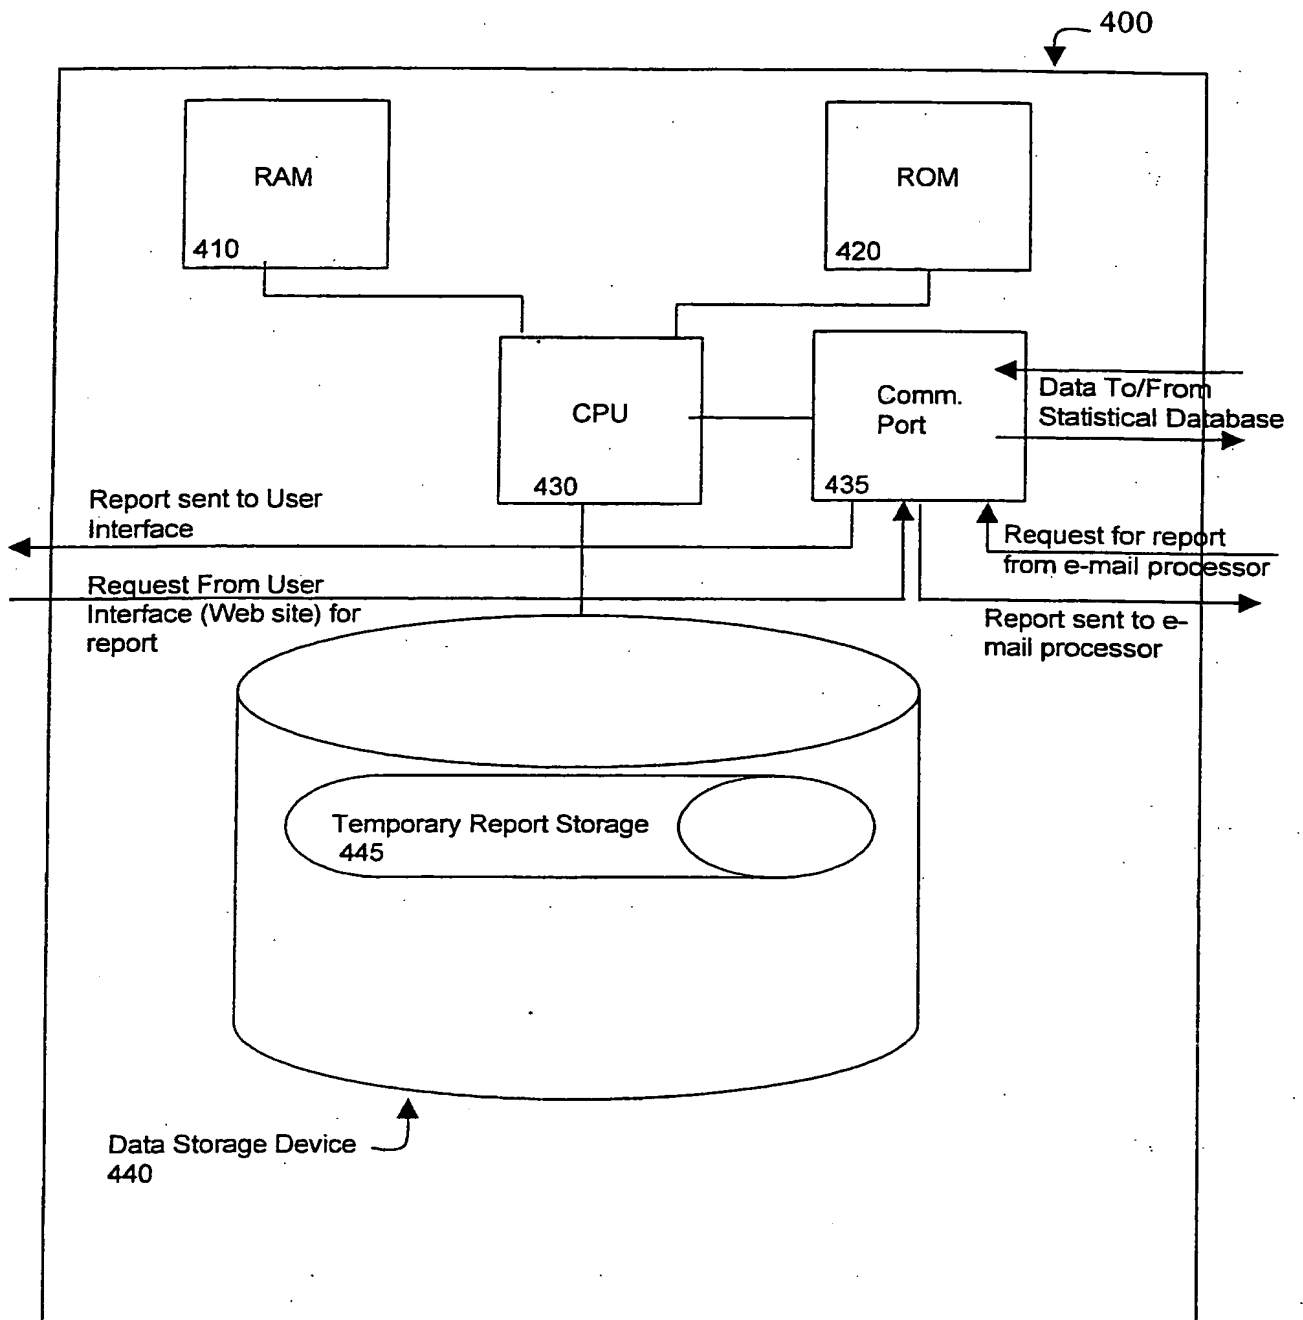 400
RAM
410
ROM
420
CPU
430
Comm.
Port
435
Data To/From
Statistical Database
Report sent to User
Interface
Request for report
from e-mail processor
Request From User
Interface (Web site) for
report
Report sent to e-
mail processor
Temporary Report Storage
445
Data Storage Device
440